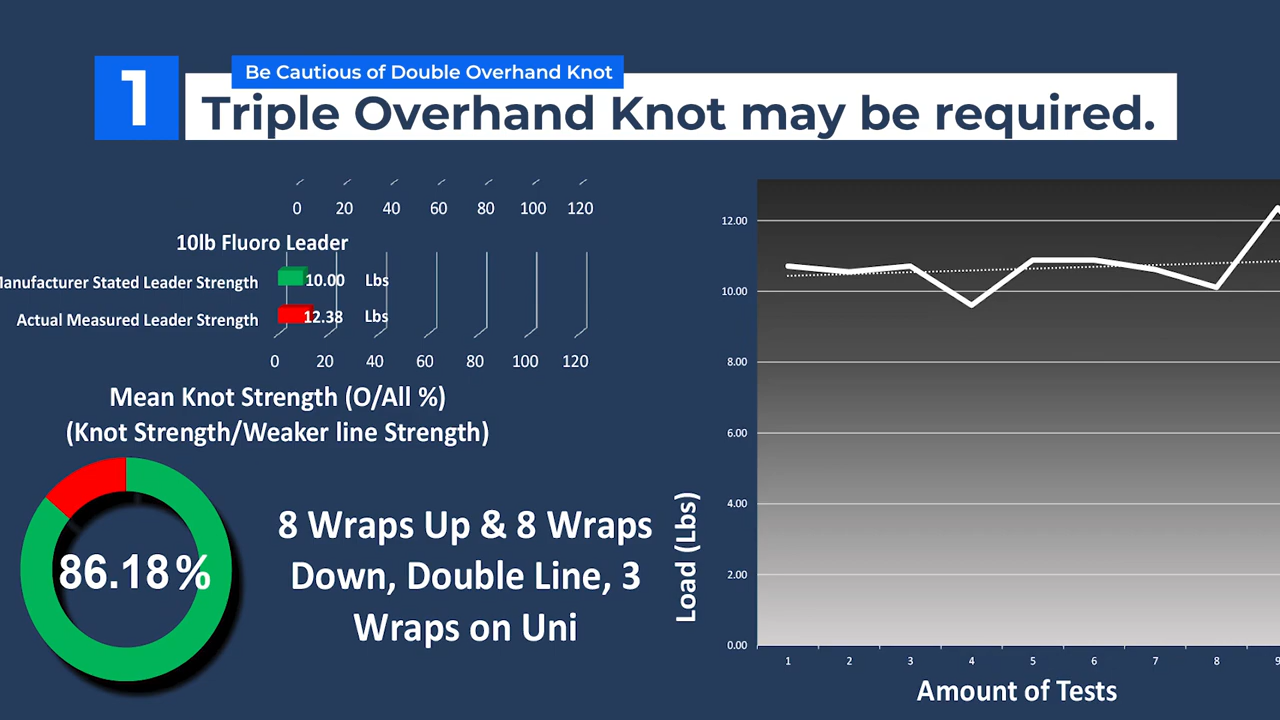 1
Be Cautious of Double Overhand Knot
Triple Overhand Knot may be required.
0 20 40 60 80 100 120
10lb Fluoro Leader
Manufacturer Stated Leader Strength 10.00 Lbs
Actual Measured Leader Strength 12.38 Lbs
0 20 40 60 80 100 120
Mean Knot Strength (O/All %)
(Knot Strength/Weaker line Strength)
86.18%
8 Wraps Up & 8 Wraps
Down, Double Line, 3
Wraps on Uni
Load (Lbs)
12.00
10.00
8.00
6.00
4.00
2.00
0.00
1 2 3 4 5 6 7 8 9
Amount of Tests